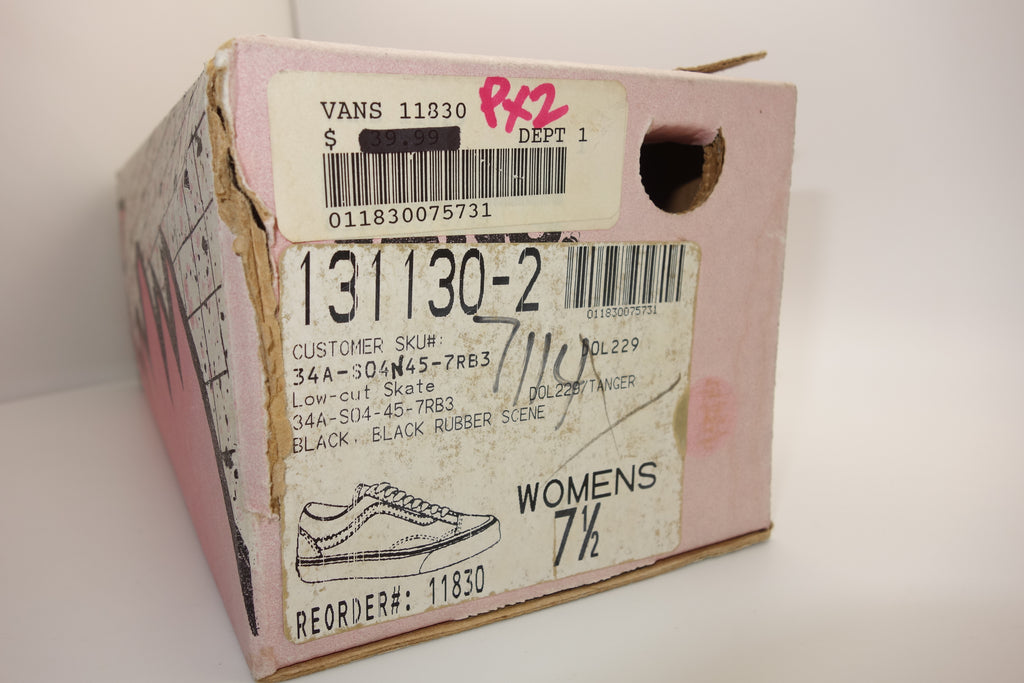 VANS 11830 PX2
$ 39.99 DEPT 1
011830075731
131130-2
011830075731
CUSTOMER SKU#:
34A-S04N45-7RB3
Low-cut Skate
34A-S04-45-7RB3
BLACK, BLACK RUBBER SCENE
7114
DOL229
DOL229/TANGER
WOMENS
7½
REORDER#: 11830